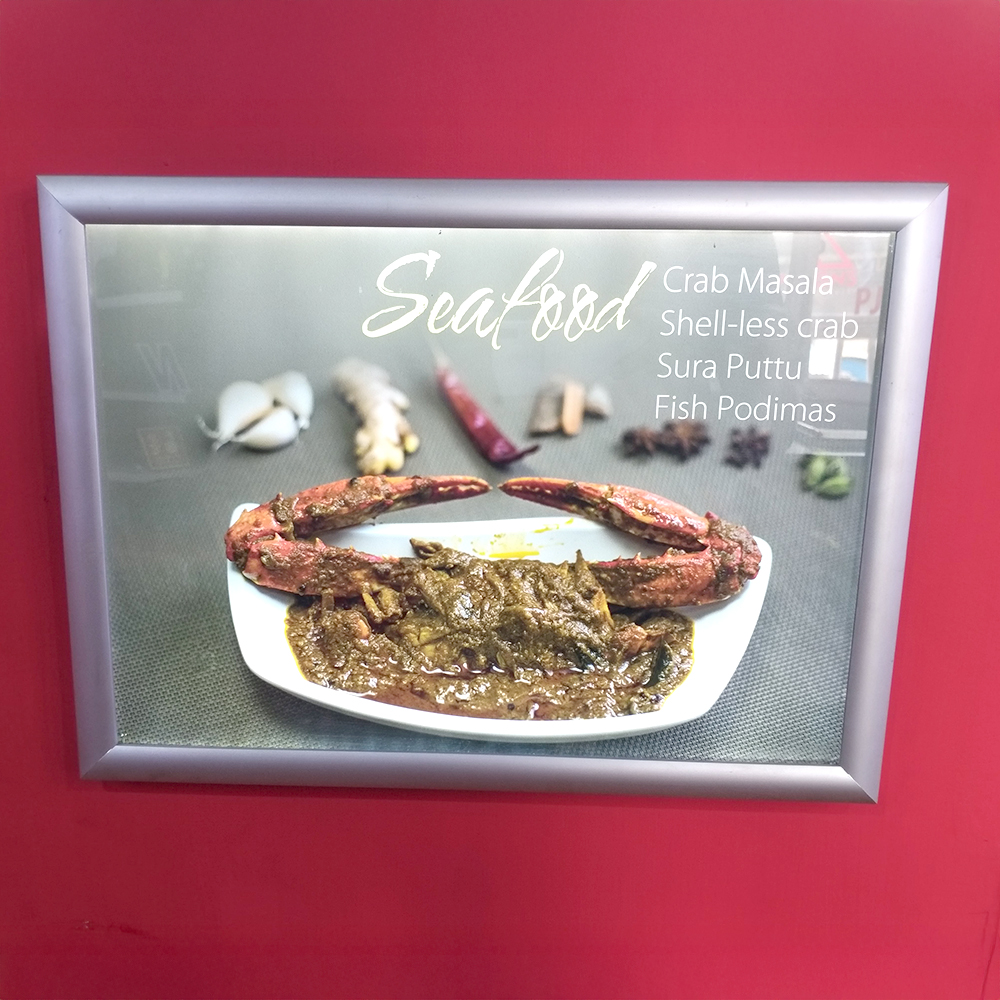 Seafood
Crab Masala
Shell-less crab
Sura Puttu
Fish Podimas